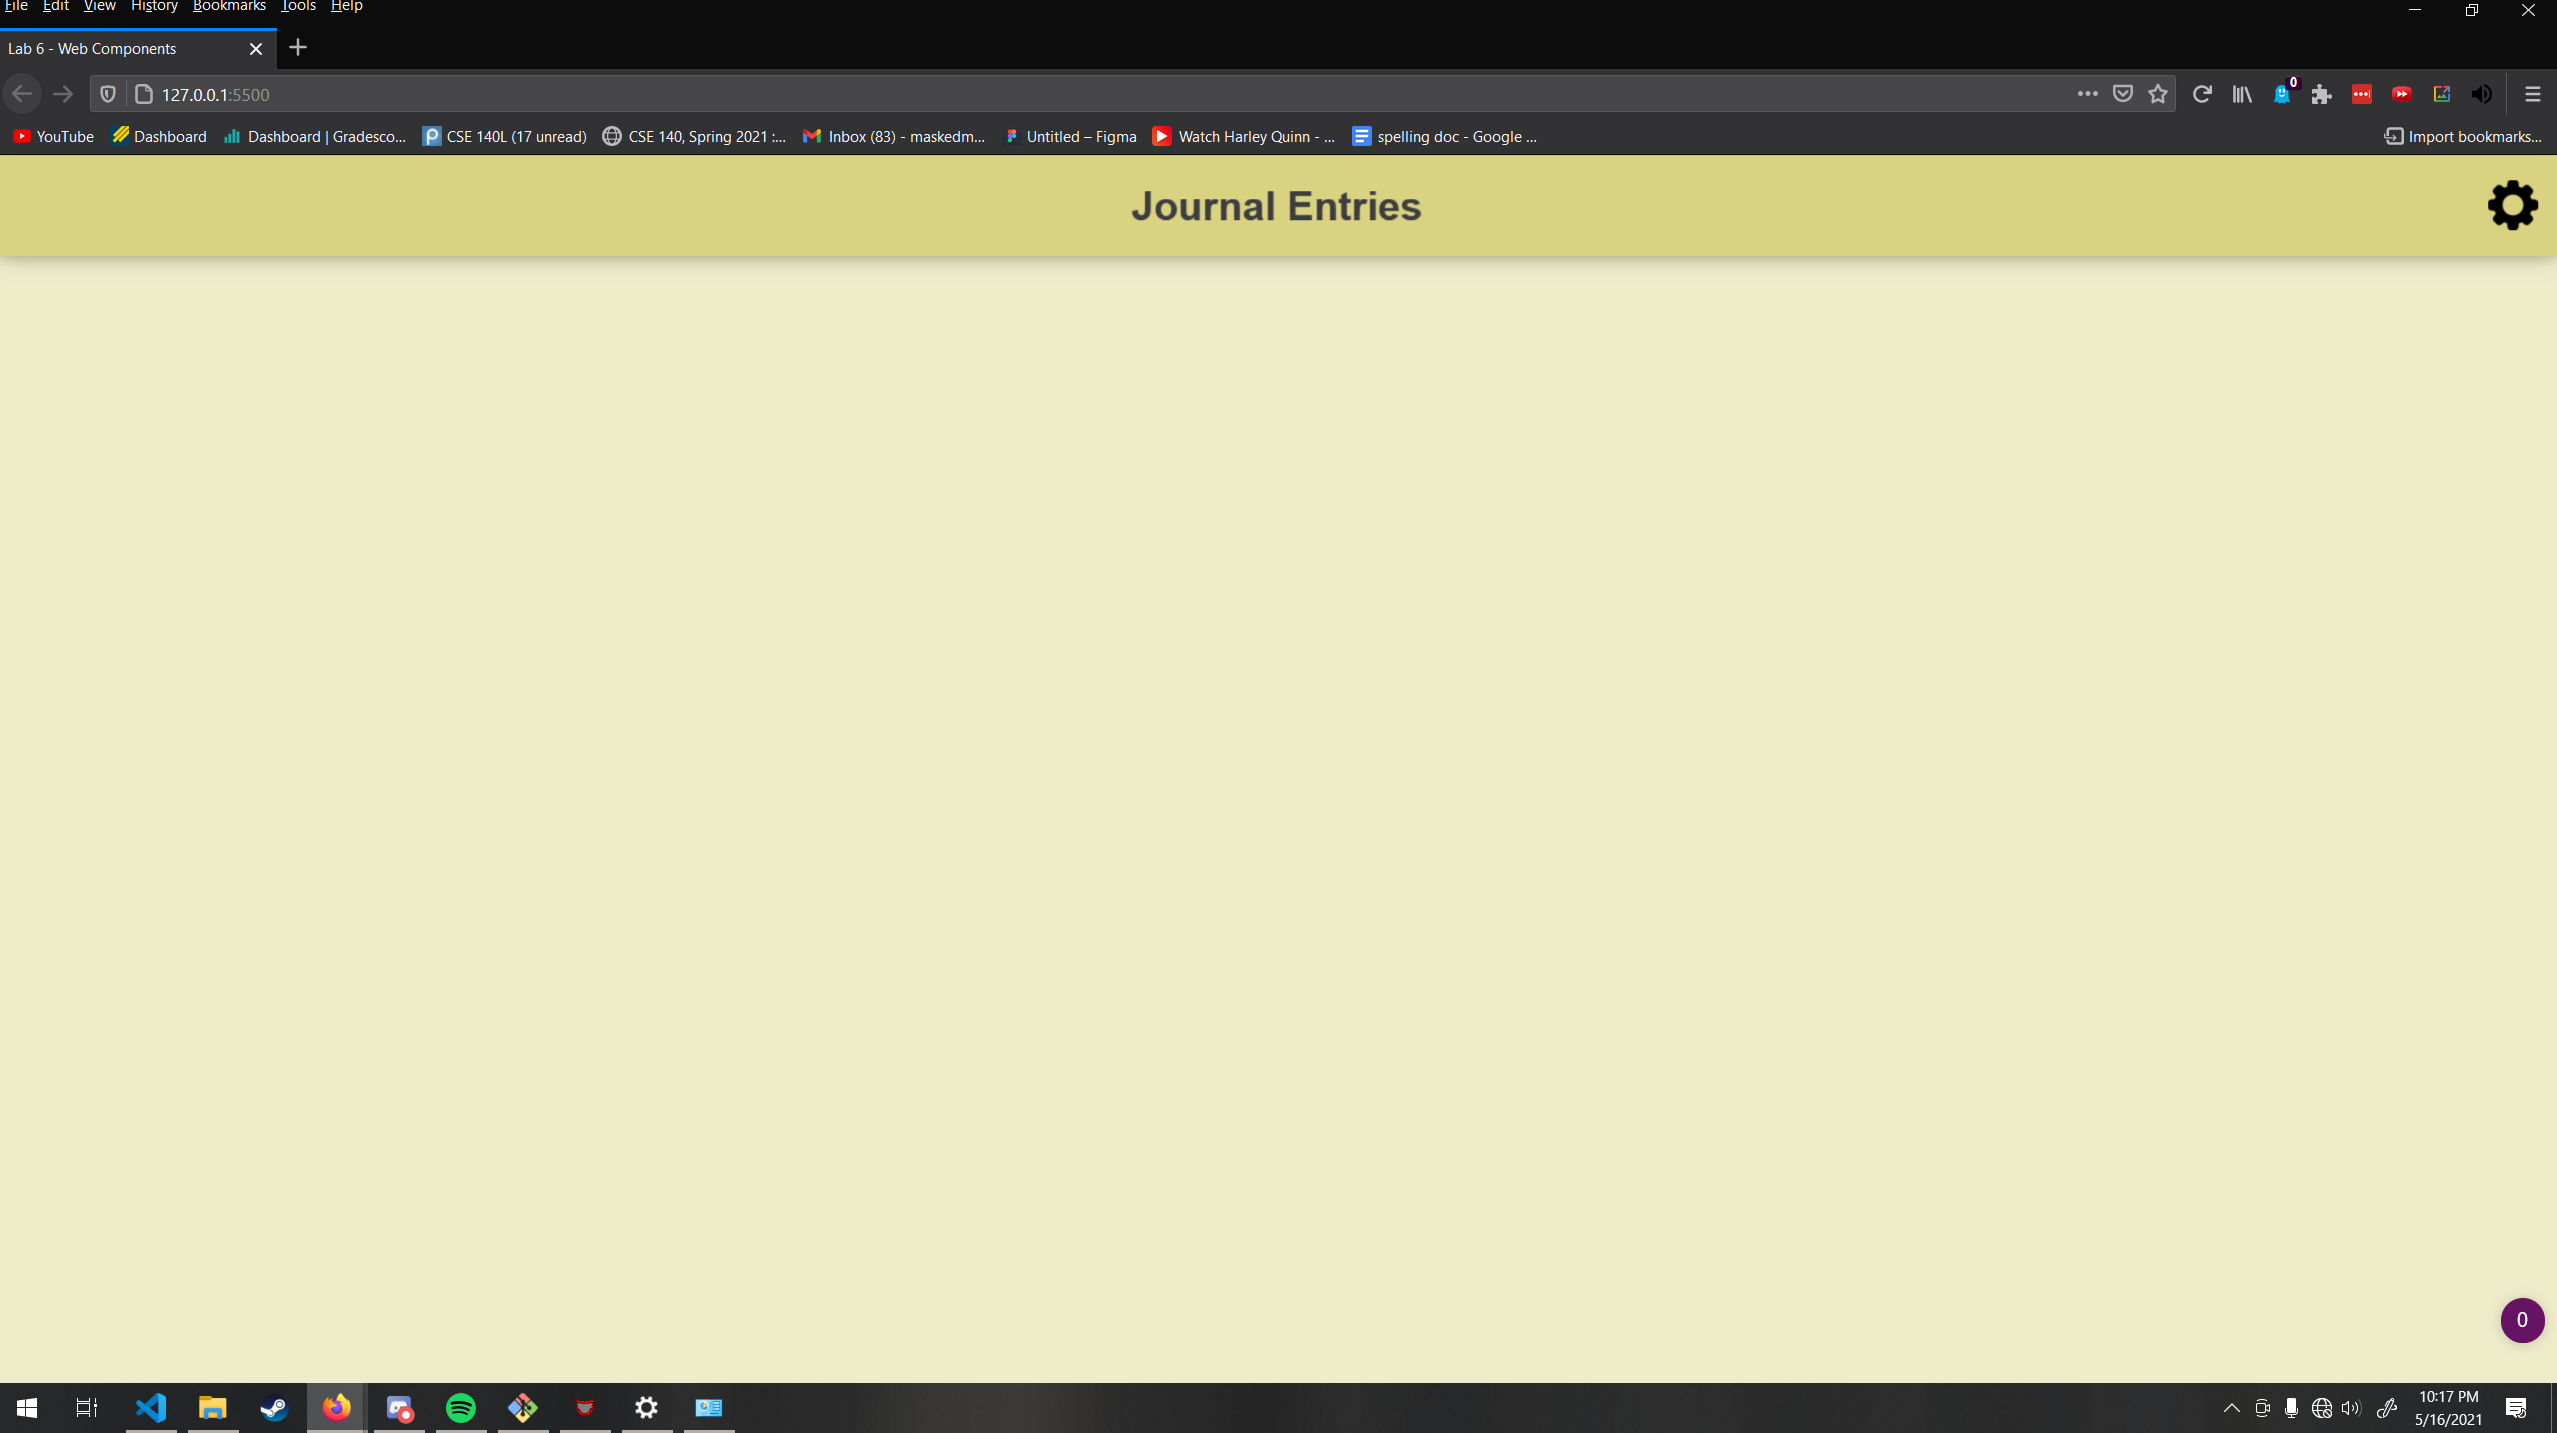 File Edit View History Bookmarks Tools Help
Lab 6 - Web Components
127.0.0.1:5500
0
YouTube Dashboard Dashboard | Gradesco... CSE 140L (17 unread) CSE 140, Spring 2021 :... Inbox (83) - maskedm... Untitled – Figma Watch Harley Quinn - ... spelling doc - Google ... Import bookmarks...
Journal Entries
0
10:17 PM
5/16/2021